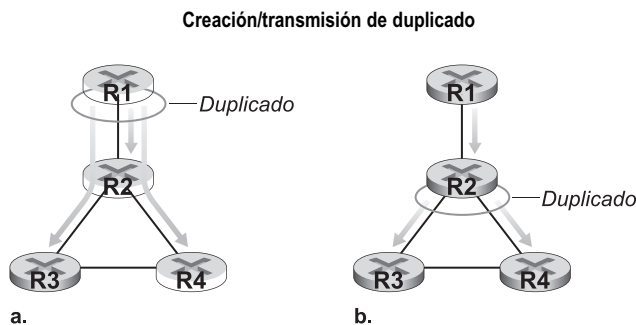 Creación/transmisión de duplicado
R1
Duplicado
R2
R3
R4
a.
R1
R2
Duplicado
R3
R4
b.